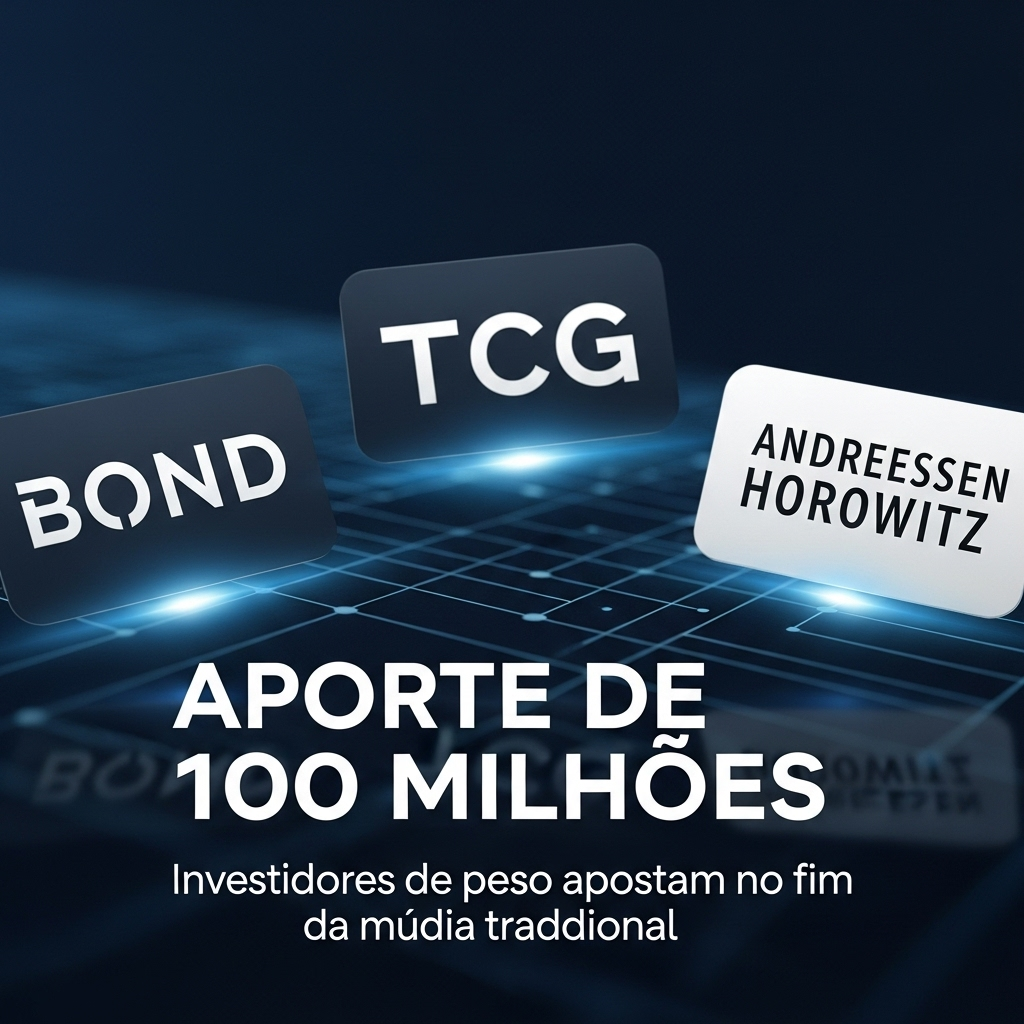 TCG
BOND
ANDREESSEN
HOROWITZ
APORTE DE
100 MILHÕES
Investidores de peso apostam no fim
da múdia traddional